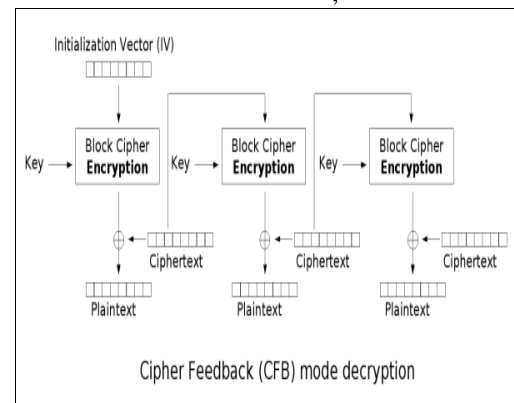 Initialization Vector (IV)
Key
Block Cipher
Encryption
Key
Block Cipher
Encryption
Key
Block Cipher
Encryption
Ciphertext
Ciphertext
Ciphertext
Plaintext
Plaintext
Plaintext
Cipher Feedback (CFB) mode decryption